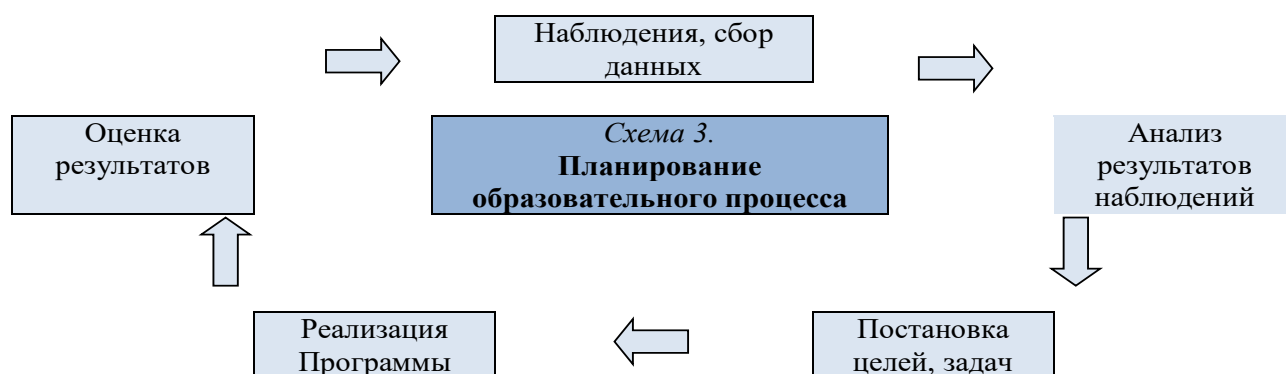 Наблюдения, сбор
данных
Оценка
результатов
Схема 3.
Планирование
образовательного процесса
Анализ
результатов
наблюдений
Реализация
Программы
Постановка
целей, задач